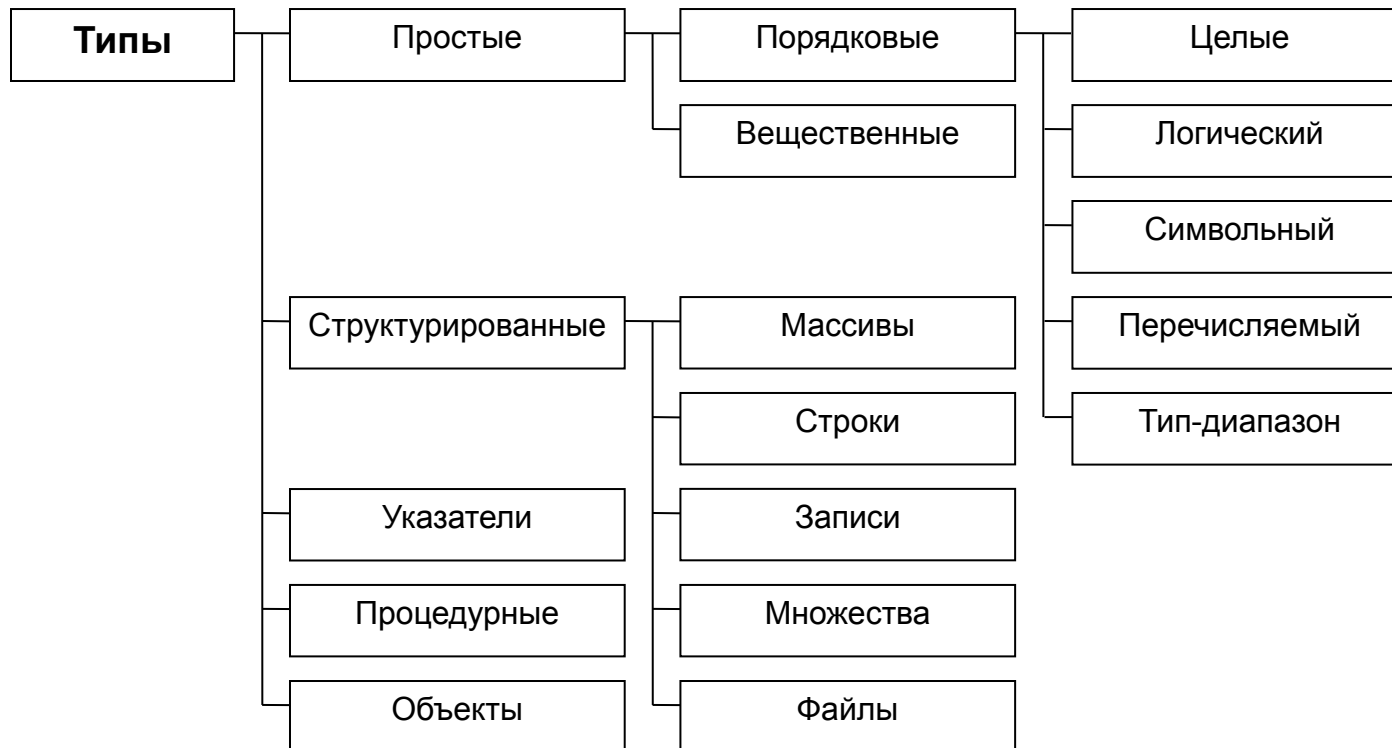 Типы
Простые
Порядковые
Целые
Вещественные
Логический
Символьный
Структурированные
Массивы
Перечисляемый
Строки
Тип-диапазон
Указатели
Записи
Процедурные
Множества
Объекты
Файлы